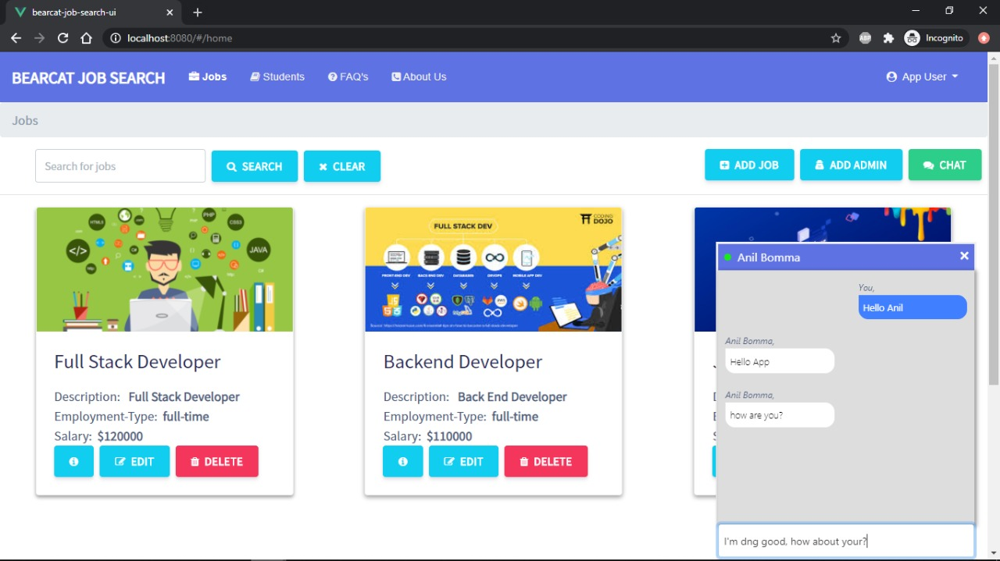 bearcat-job-search-ui
localhost:8080/#/home
ABP
Incognito
BEARCAT JOB SEARCH
Jobs
Students
FAQ's
About Us
App User
Jobs
Search for jobs
SEARCH
CLEAR
ADD JOB
ADD ADMIN
CHAT
HTML5
PHP
CSS3
</>
JAVA
FULL STACK DEV
CODING
DOJO
FRONT-END DEV
BACK-END DEV
DATABASES
DEVOPS
MOBILE APP DEV
Full Stack Developer
Description: Full Stack Developer
Employment-Type: full-time
Salary: $120000
EDIT
DELETE
Backend Developer
Description: Back End Developer
Employment-Type: full-time
Salary: $110000
EDIT
DELETE
Anil Bomma
You,
Hello Anil
Anil Bomma,
Hello App
Anil Bomma,
how are you?
I'm dng good, how about your?